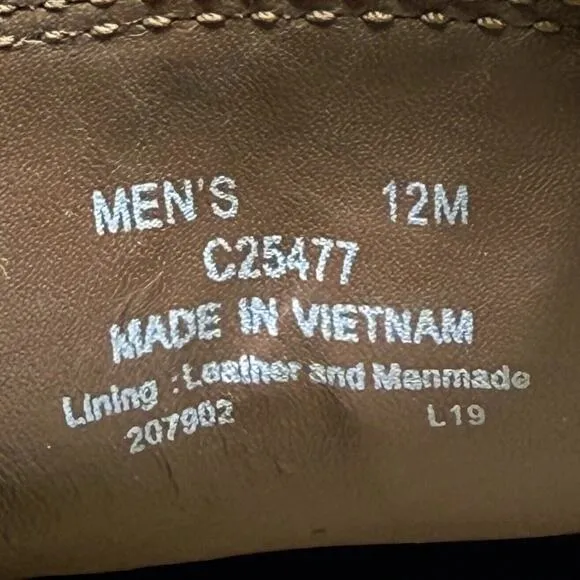 MEN'S 12M
C25477
MADE IN VIETNAM
Lining : Leather and Manmade
207902 L19